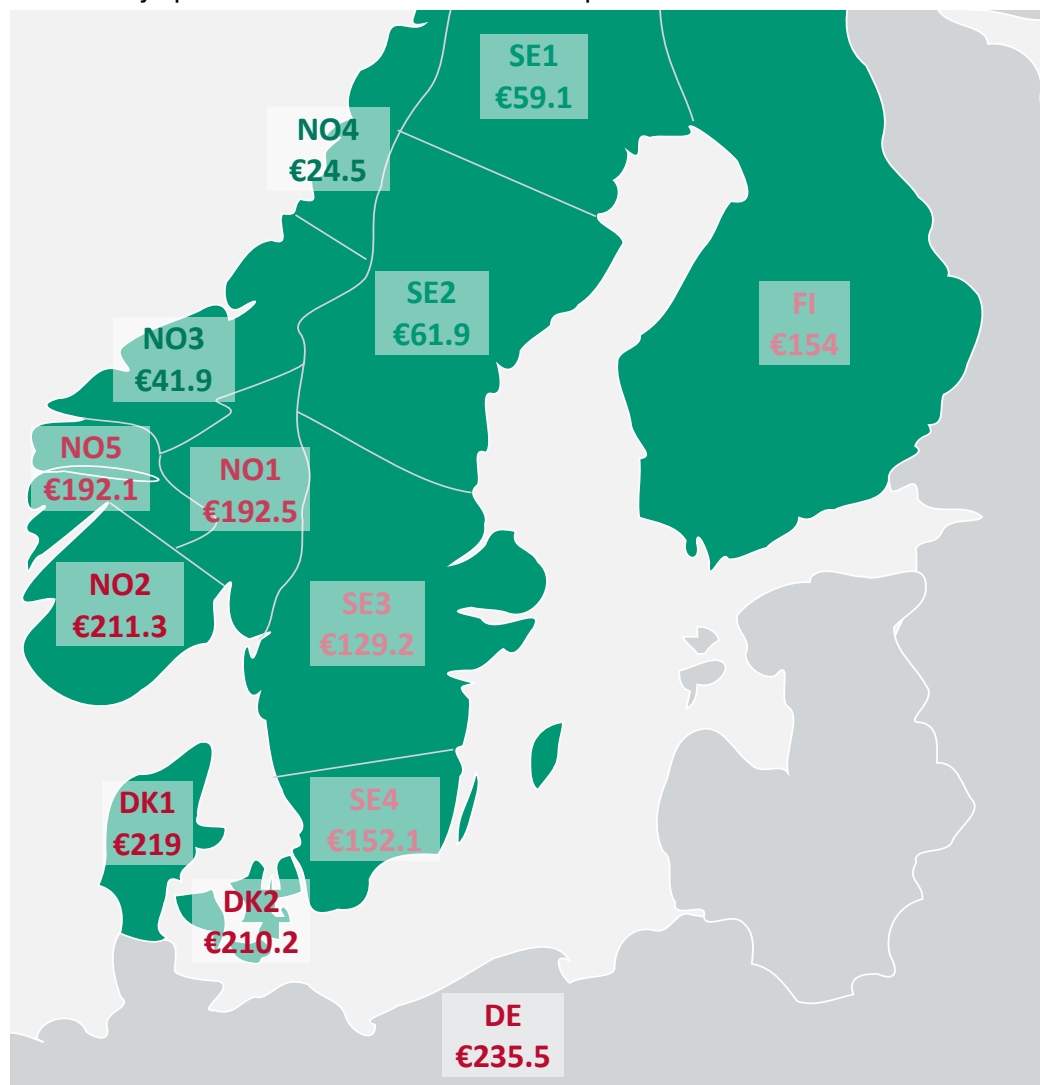 SE1
€59.1
NO4
€24.5
SE2
€61.9
FI
€154
NO3
€41.9
NO5
€192.1
NO1
€192.5
NO2
€211.3
SE3
€129.2
DK1
€219
SE4
€152.1
DK2
€210.2
DE
€235.5